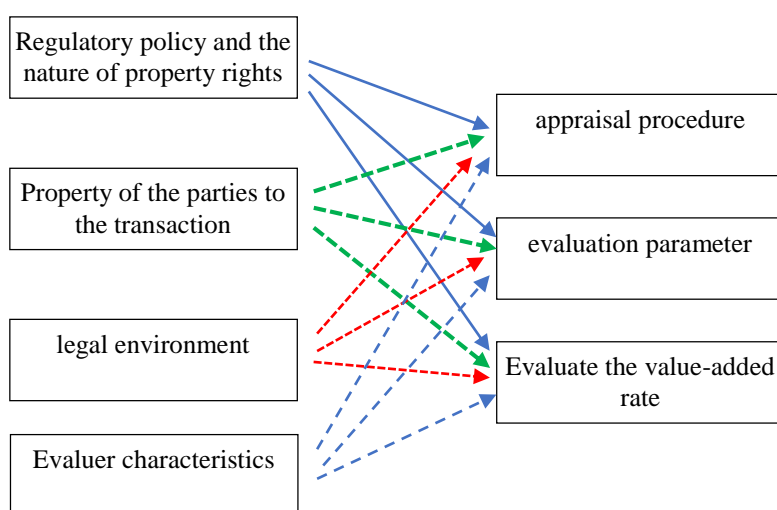 Regulatory policy and the
nature of property rights
appraisal procedure
Property of the parties to
the transaction
evaluation parameter
legal environment
Evaluate the value-added
rate
Evaluer characteristics